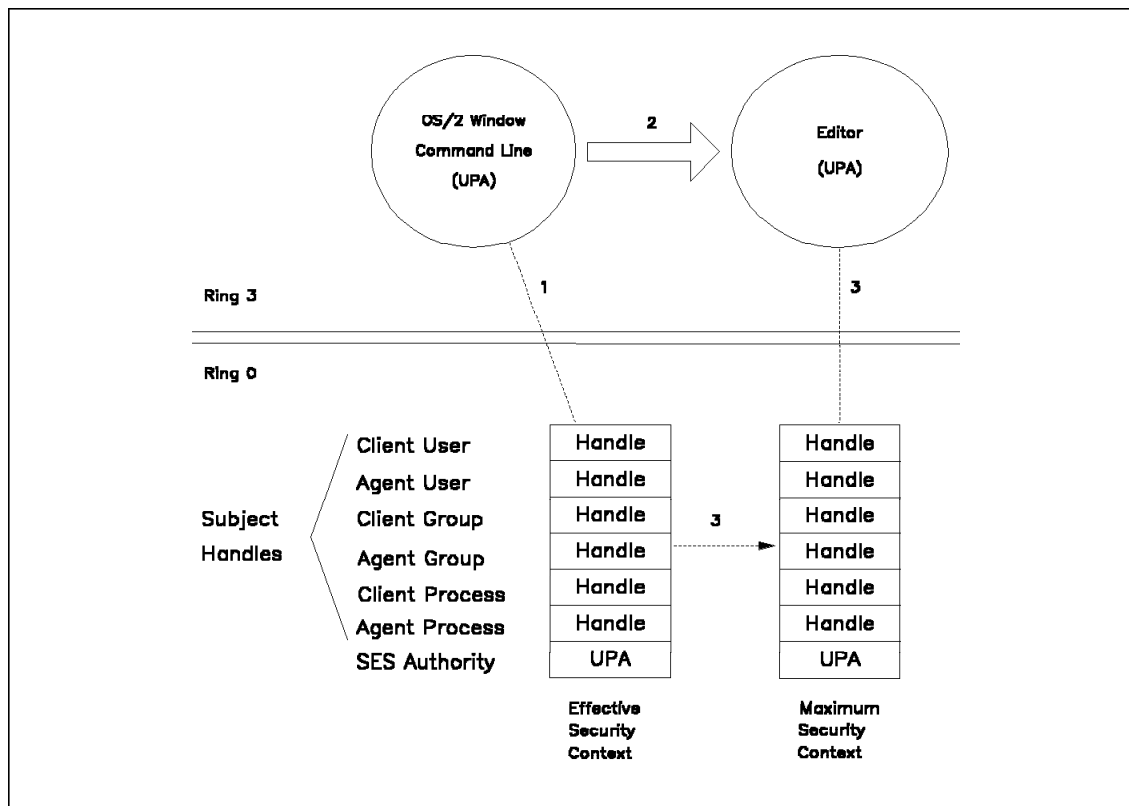 OS/2 Window
Command Line
(UPA)
2
Editor
(UPA)
1
3
Ring 3
Ring 0
Subject
Handles
Client User
Agent User
Client Group
Agent Group
Client Process
Agent Process
SES Authority
Handle
Handle
Handle
Handle
Handle
Handle
UPA
3
Handle
Handle
Handle
Handle
Handle
Handle
UPA
Effective
Security
Context
Maximum
Security
Context